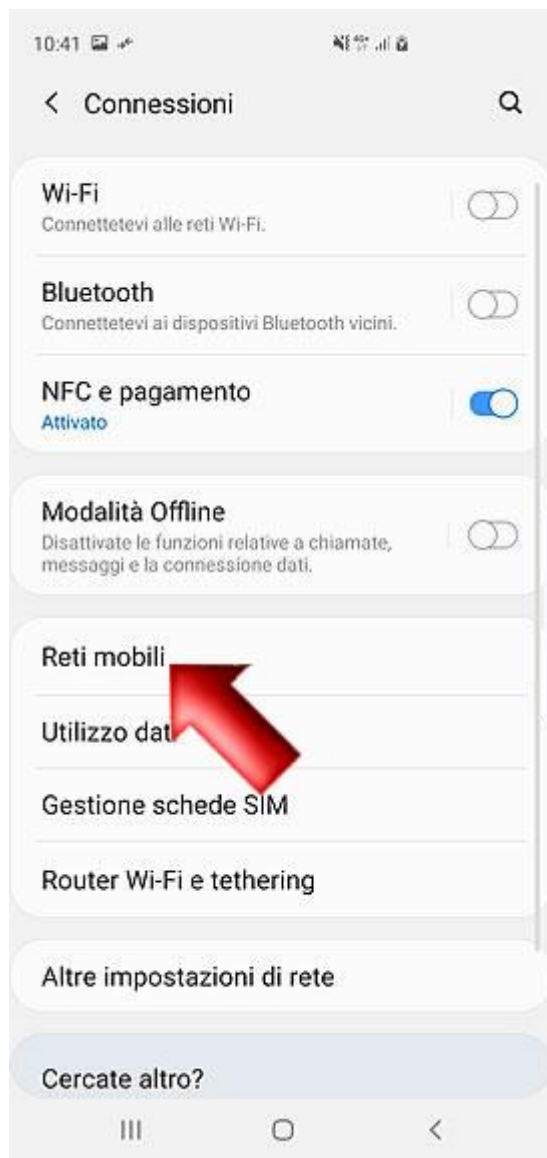 10:41
Connessioni
Wi-Fi
Connettetevi alle reti Wi-Fi.
Bluetooth
Connettetevi ai dispositivi Bluetooth vicini.
NFC e pagamento
Attivato
Modalità Offline
Disattivate le funzioni relative a chiamate,
messaggi e la connessione dati.
Reti mobili
Utilizzo dat
Gestione schede SIM
Router Wi-Fi e tethering
Altre impostazioni di rete
Cercate altro?